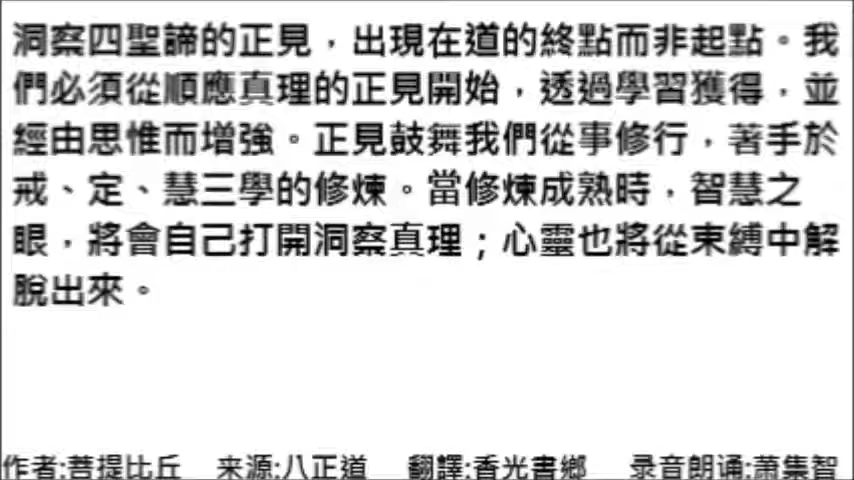 洞察四聖諦的正見，出現在道的終點而非起點。我
們必須從順應真理的正見開始，透過學習獲得，並
經由思惟而增強。正見鼓舞我們從事修行，著手於
戒、定、慧三學的修煉。當修煉成熟時，智慧之
眼，將會自己打開洞察真理；心靈也將從束縛中解
脫出來。
作者:菩提比丘 来源:八正道 翻譯:香光書鄉 录音朗诵:萧集智